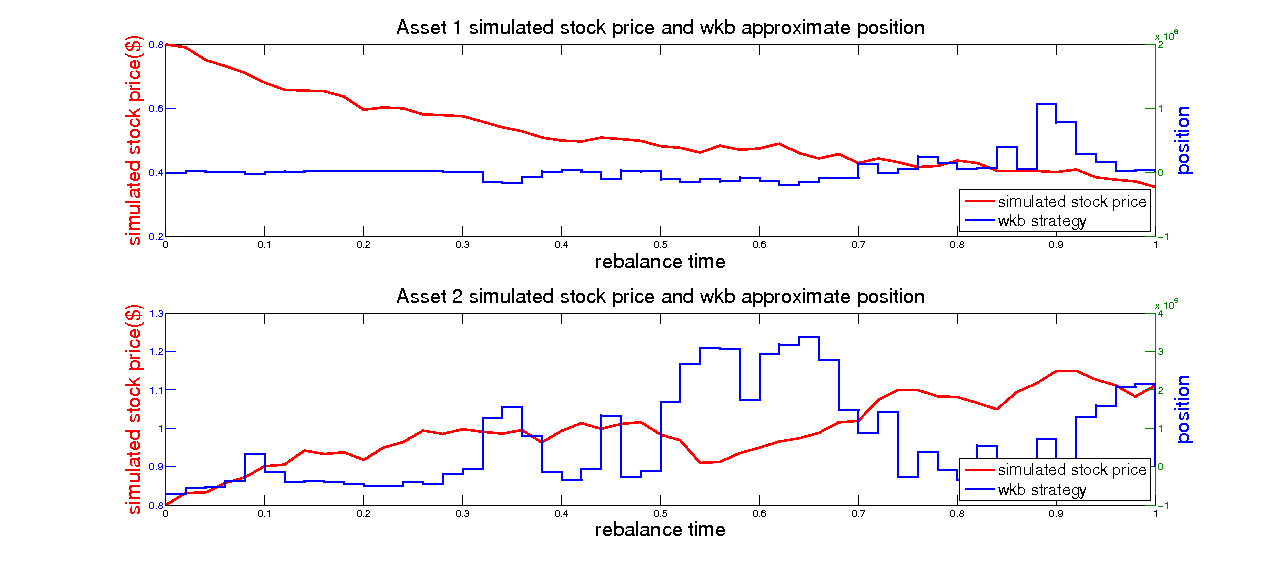 Asset 1 simulated stock price and wkb approximate position
simulated stock price($)
0.8
0.6
0.4
0.2
x 10
2
1
0
-1
position
simulated stock price
wkb strategy
0 0.1 0.2 0.3 0.4 0.5 0.6 0.7 0.8 0.9 1
rebalance time
Asset 2 simulated stock price and wkb approximate position
simulated stock price($)
1.3
1.2
1.1
1
0.9
0.8
x 10
4
3
2
1
0
-1
position
simulated stock price
wkb strategy
0 0.1 0.2 0.3 0.4 0.5 0.6 0.7 0.8 0.9 1
rebalance time